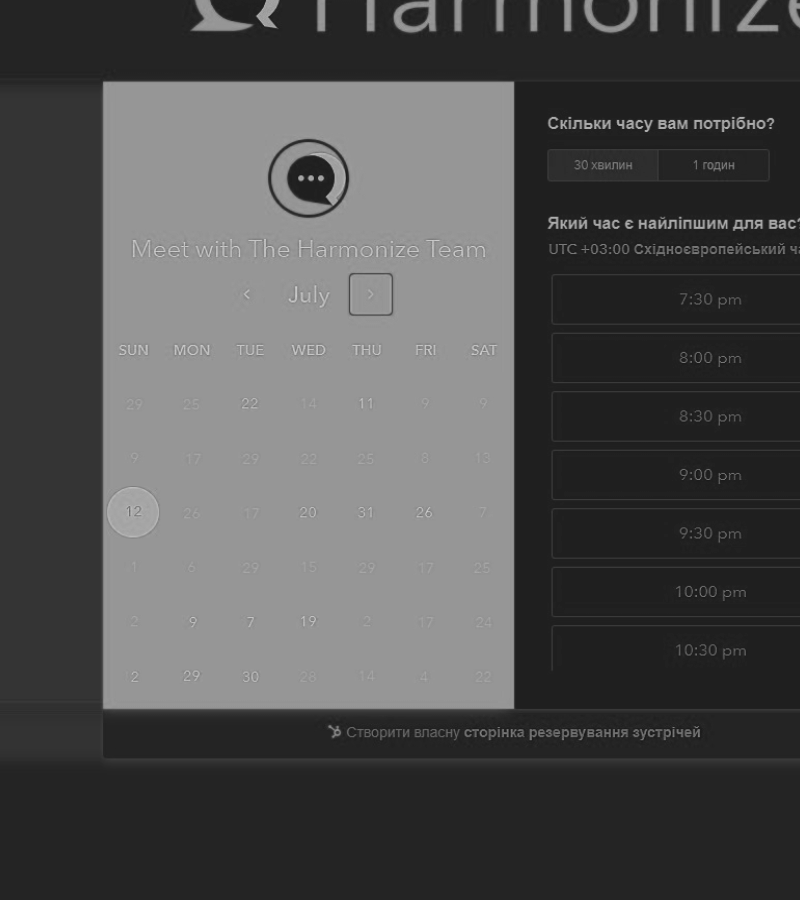 Harmonize
Meet with The Harmonize Team
July
SUN MON TUE WED THU FRI SAT
29 25 22 14 11 9 9
9 17 29 22 25 8 13
12 26 17 20 31 26 7
1 6 29 15 29 17 25
2 9 7 19 2 17 24
2 29 30 28 14 4 22
Скільки часу вам потрібно?
30 хвилин 1 годин
Який час є найліпшим для вас?
UTC +03:00 Східноєвропейський
7:30 pm
8:00 pm
8:30 pm
9:00 pm
9:30 pm
10:00 pm
10:30 pm
Створити власну сторінка резервування зустрічей